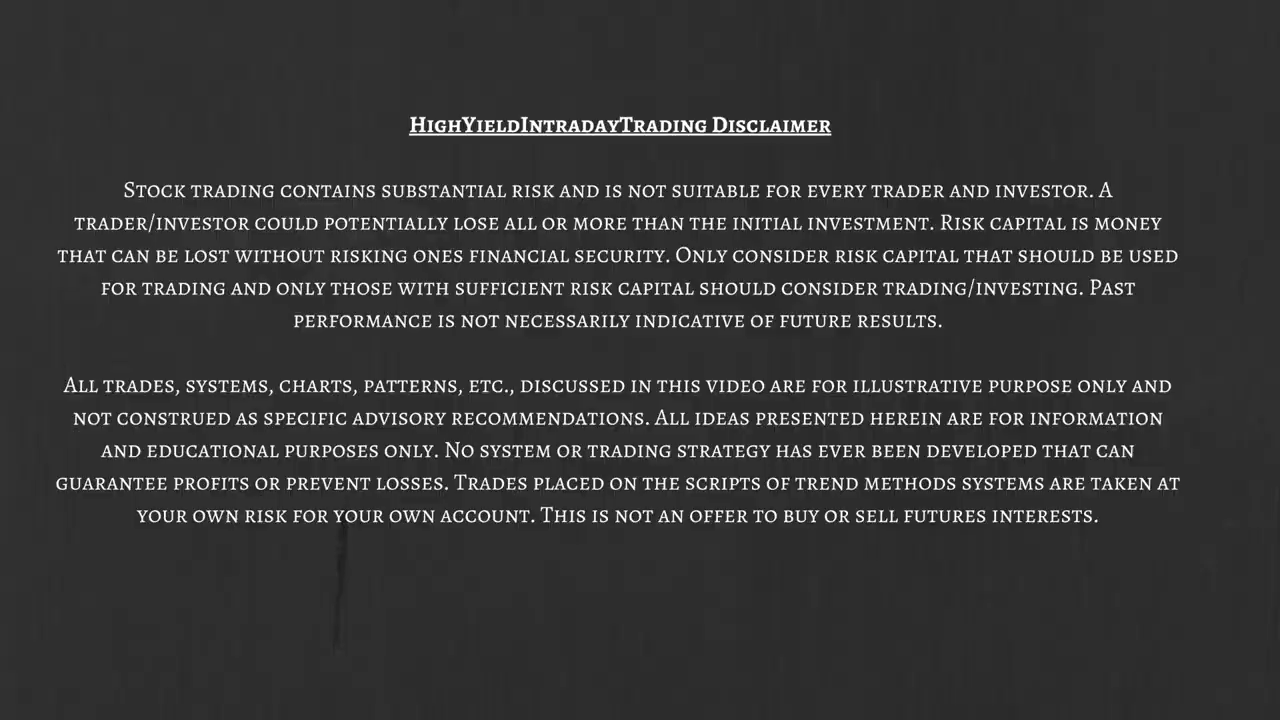 HighYieldIntradayTrading Disclaimer
Stock trading contains substantial risk and is not suitable for every trader and investor. A
trader/investor could potentially lose all or more than the initial investment. Risk capital is money
that can be lost without risking ones financial security. Only consider risk capital that should be used
for trading and only those with sufficient risk capital should consider trading/investing. Past
performance is not necessarily indicative of future results.
All trades, systems, charts, patterns, etc., discussed in this video are for illustrative purpose only and
not construed as specific advisory recommendations. All ideas presented herein are for information
and educational purposes only. No system or trading strategy has ever been developed that can
guarantee profits or prevent losses. Trades placed on the scripts of trend methods systems are taken at
your own risk for your own account. This is not an offer to buy or sell futures interests.